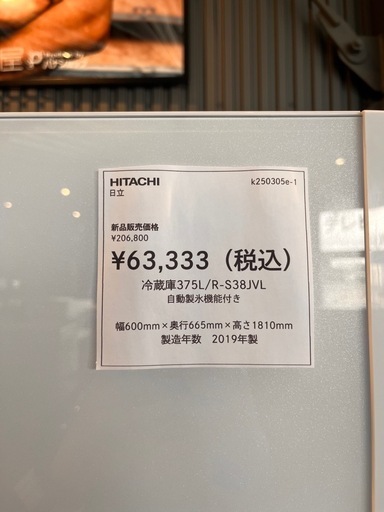 屋
HITACHI
k250305e-1
日立
新品販売価格
¥206,800
¥63,333（税込）
冷蔵庫375L/R-S38JVL
自動製氷機能付き
幅600mm×奥行665mm×高さ1810mm
製造年数 2019年製